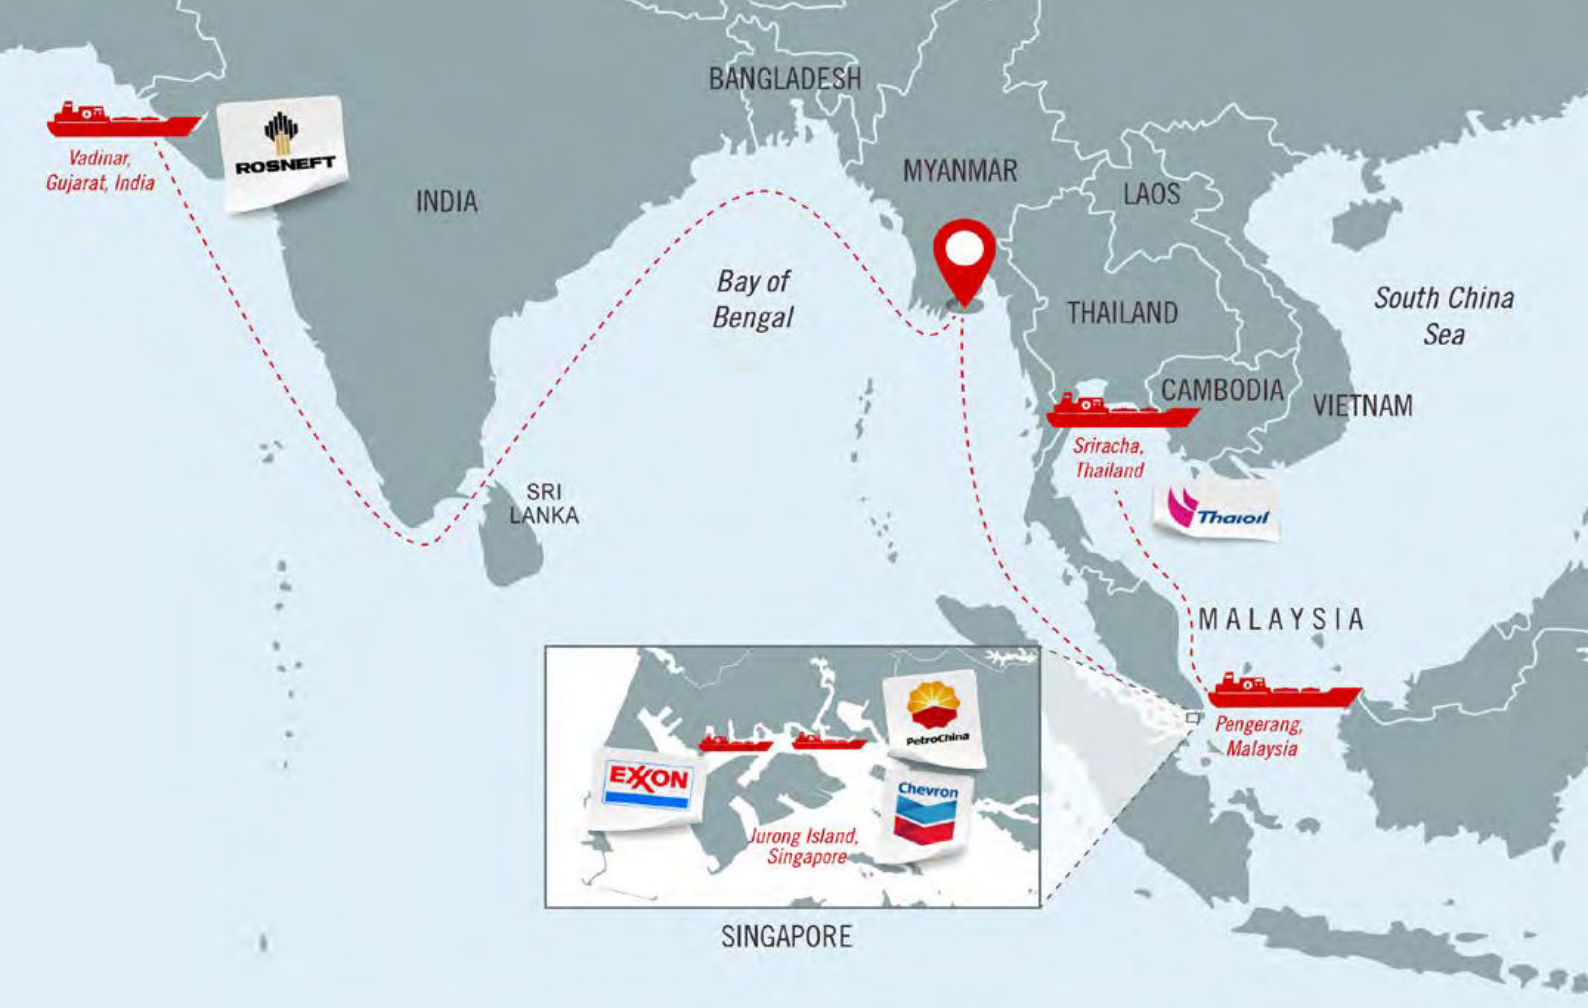 BANGLADESH
Vadinar,
Gujarat, India
ROSNEFT
INDIA
MYANMAR
LAOS
Bay of
Bengal
THAILAND
South China
Sea
CAMBODIA
VIETNAM
Sriracha,
Thailand
Thaioil
SRI
LANKA
MALAYSIA
Pengerang,
Malaysia
PetroChina
EXXON
Chevron
Jurong Island,
Singapore
SINGAPORE